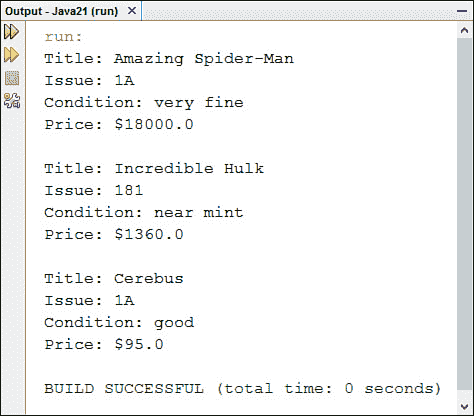 Output - Java21 (run)
run:
Title: Amazing Spider-Man
Issue: 1A
Condition: very fine
Price: $18000.0
Title: Incredible Hulk
Issue: 181
Condition: near mint
Price: $1360.0
Title: Cerebus
Issue: 1A
Condition: good
Price: $95.0
BUILD SUCCESSFUL (total time: 0 seconds)